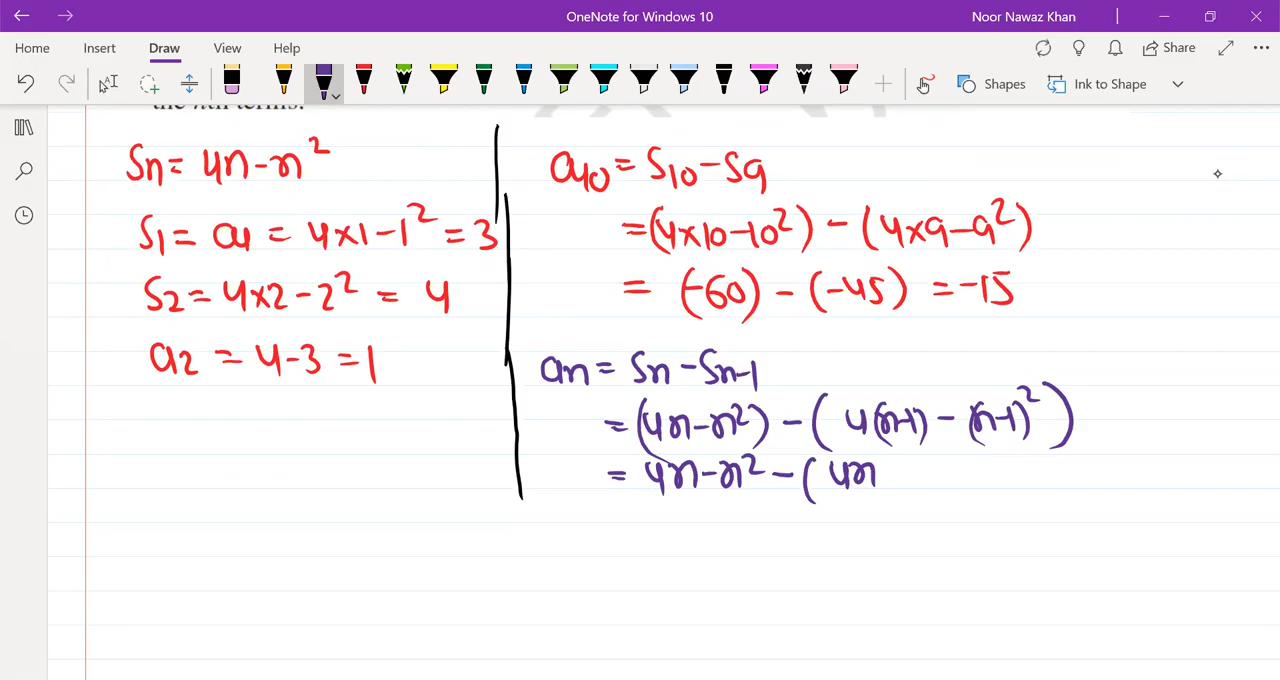 OneNote for Windows 10
Noor Nawaz Khan
Home Insert Draw View Help
Share
Shapes
Ink to Shape
the nth terms.
Sn = 4n - n²
S1 = a1 = 4×1 - 1² = 3
S2 = 4×2 - 2² = 4
a2 = 4 - 3 = 1
a10 = S10 - S9
= (4×10 - 10²) - (4×9 - 9²)
= (-60) - (-45) = -15
an = Sn - Sn-1
= (4n - n²) - (4(n-1) - (n-1)²)
= 4n - n² - (4n